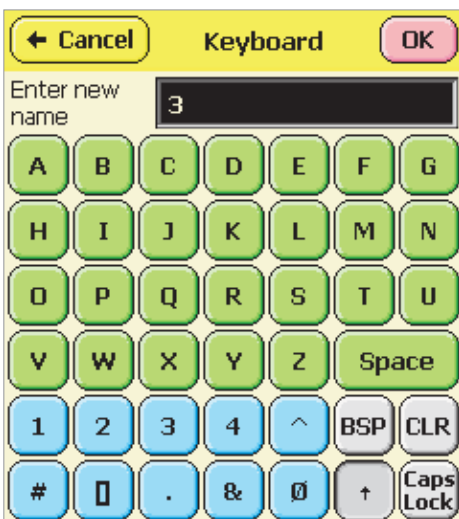 ← Cancel Keyboard OK
Enter new
name
3
A B C D E F G
H I J K L M N
O P Q R S T U
V W X Y Z Space
1 2 3 4 ^ BSP CLR
# [] . & Ø ↑ Caps
Lock